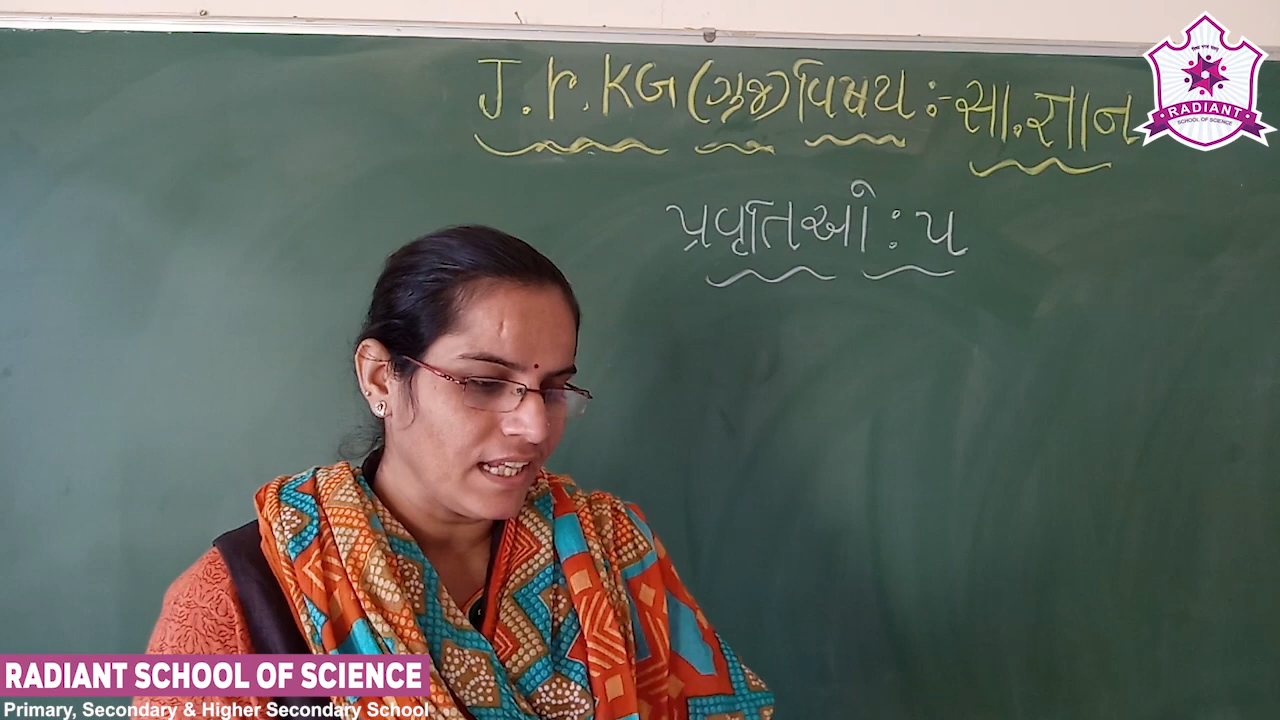 J.r.KG (ગુજ) વિષય :- સા.જ્ઞાન
પ્રવૃતિઓ : ૫
RADIANT
SCHOOL OF SCIENCE
RADIANT SCHOOL OF SCIENCE
Primary, Secondary & Higher Secondary School